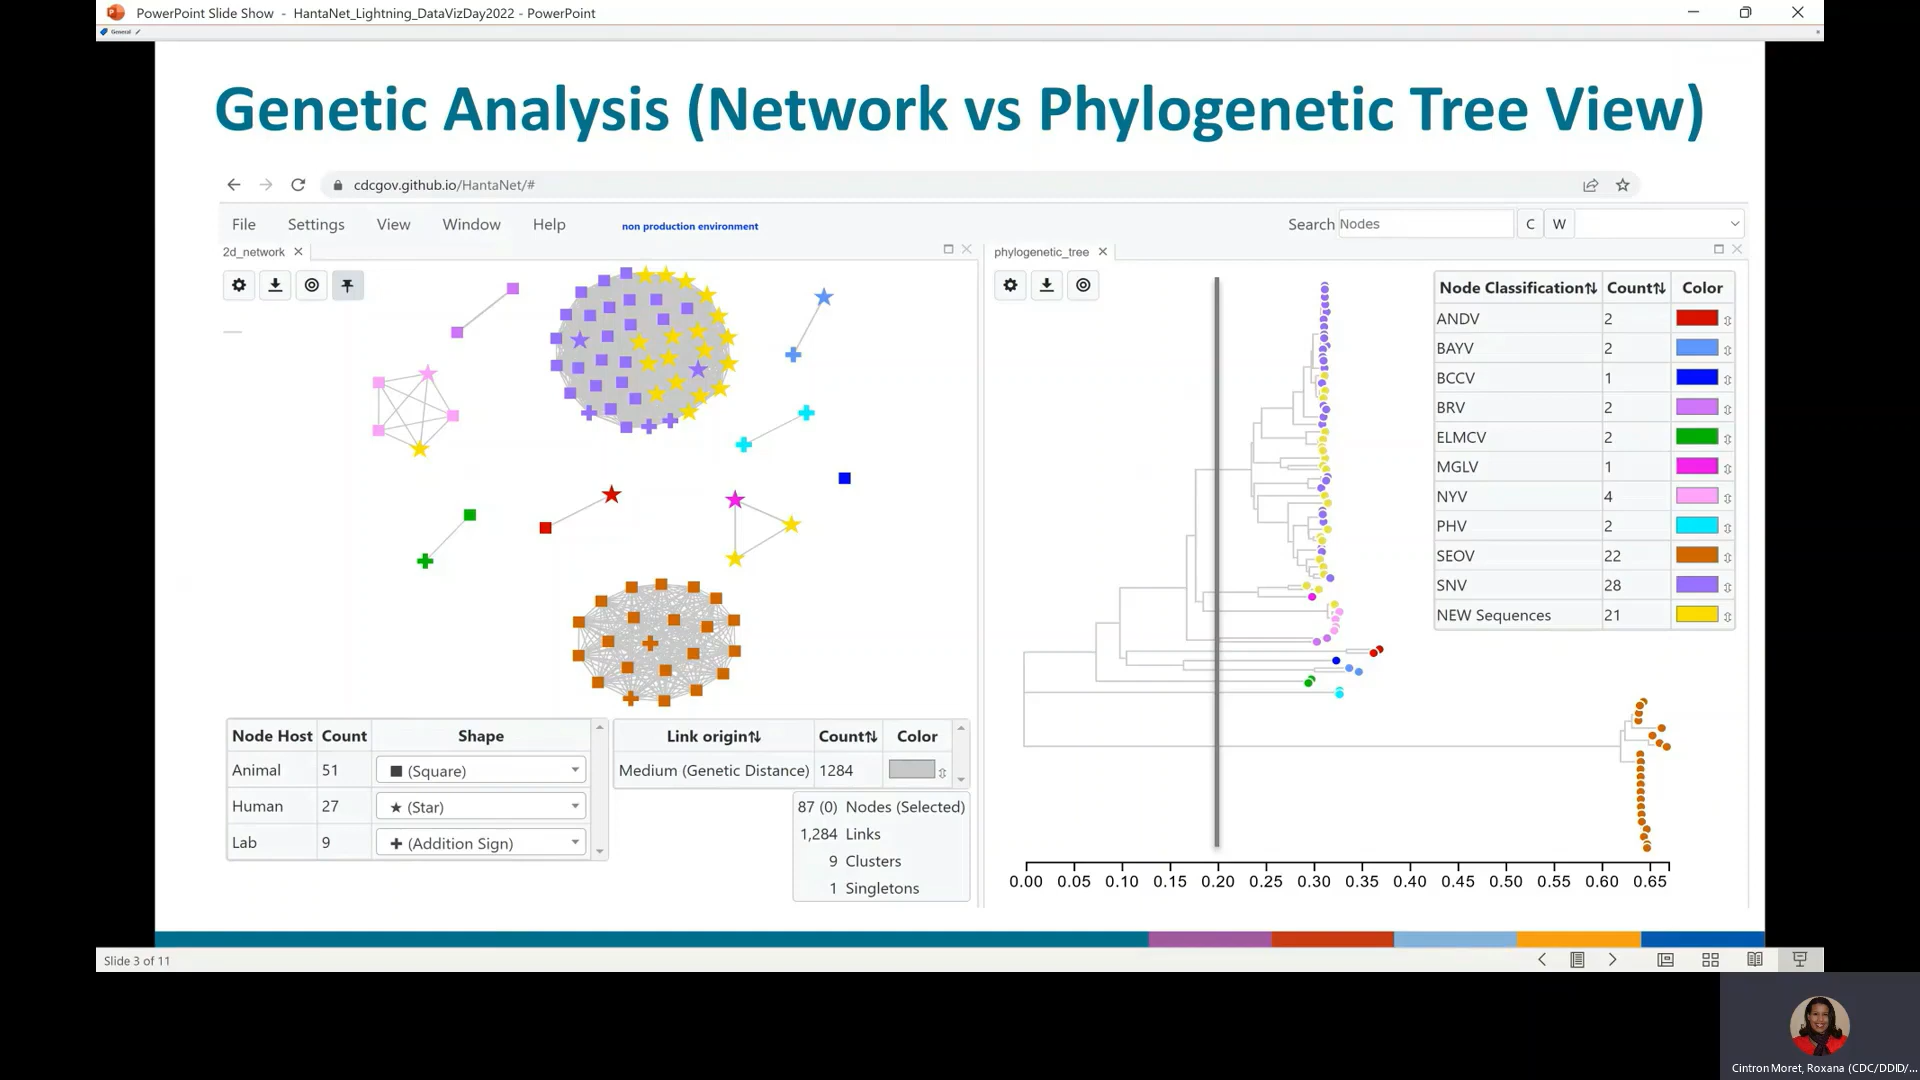 PowerPoint Slide Show - HantaNet_Lightning_DataVizDay2022 - PowerPoint
General
Genetic Analysis (Network vs Phylogenetic Tree View)
cdcgov.github.io/HantaNet/#
File Settings View Window Help non production environment Search Nodes C W
2d_network
phylogenetic_tree
Node Classification Count Color
ANDV 2
BAYV 2
BCCV 1
BRV 2
ELMCV 2
MGLV 1
NYV 4
PHV 2
SEOV 22
SNV 28
NEW Sequences 21
Node Host Count Shape
Animal 51 (Square)
Human 27 (Star)
Lab 9 (Addition Sign)
Link origin Count Color
Medium (Genetic Distance) 1284
87 (0) Nodes (Selected)
1,284 Links
9 Clusters
1 Singletons
0.00 0.05 0.10 0.15 0.20 0.25 0.30 0.35 0.40 0.45 0.50 0.55 0.60 0.65
Slide 3 of 11
Cintron Moret, Roxana (CDC/DDID/...